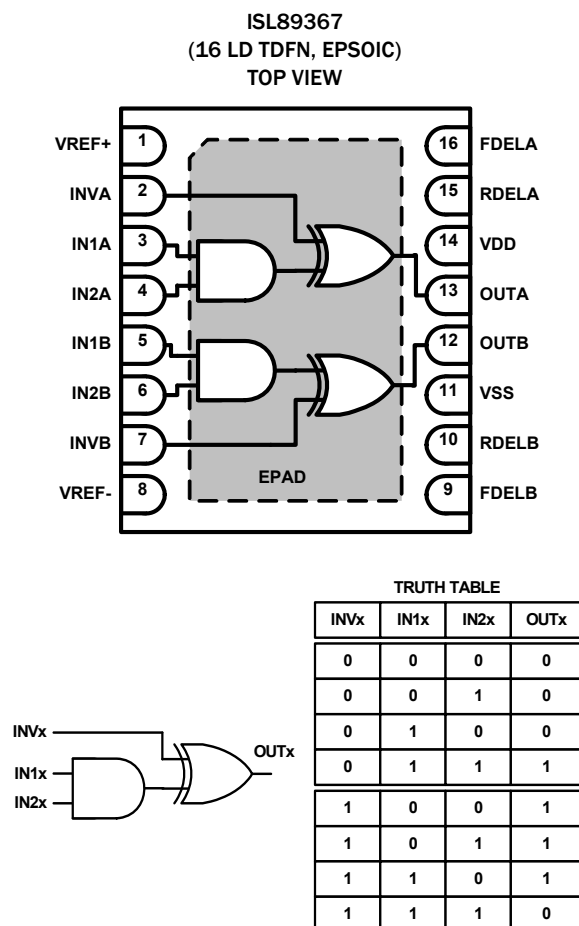 ISL89367
(16 LD TDFN, EPSOIC)
TOP VIEW
VREF+ 1 16 FDELA
INVA 2 15 RDELA
IN1A 3 14 VDD
IN2A 4 13 OUTA
IN1B 5 12 OUTB
IN2B 6 11 VSS
INVB 7 10 RDELB
EPAD
VREF- 8 9 FDELB
TRUTH TABLE
INVx IN1x IN2x OUTx
0 0 0 0
0 0 1 0
0 1 0 0
0 1 1 1
1 0 0 1
1 0 1 1
1 1 0 1
1 1 1 0
INVx
OUTx
IN1x
IN2x